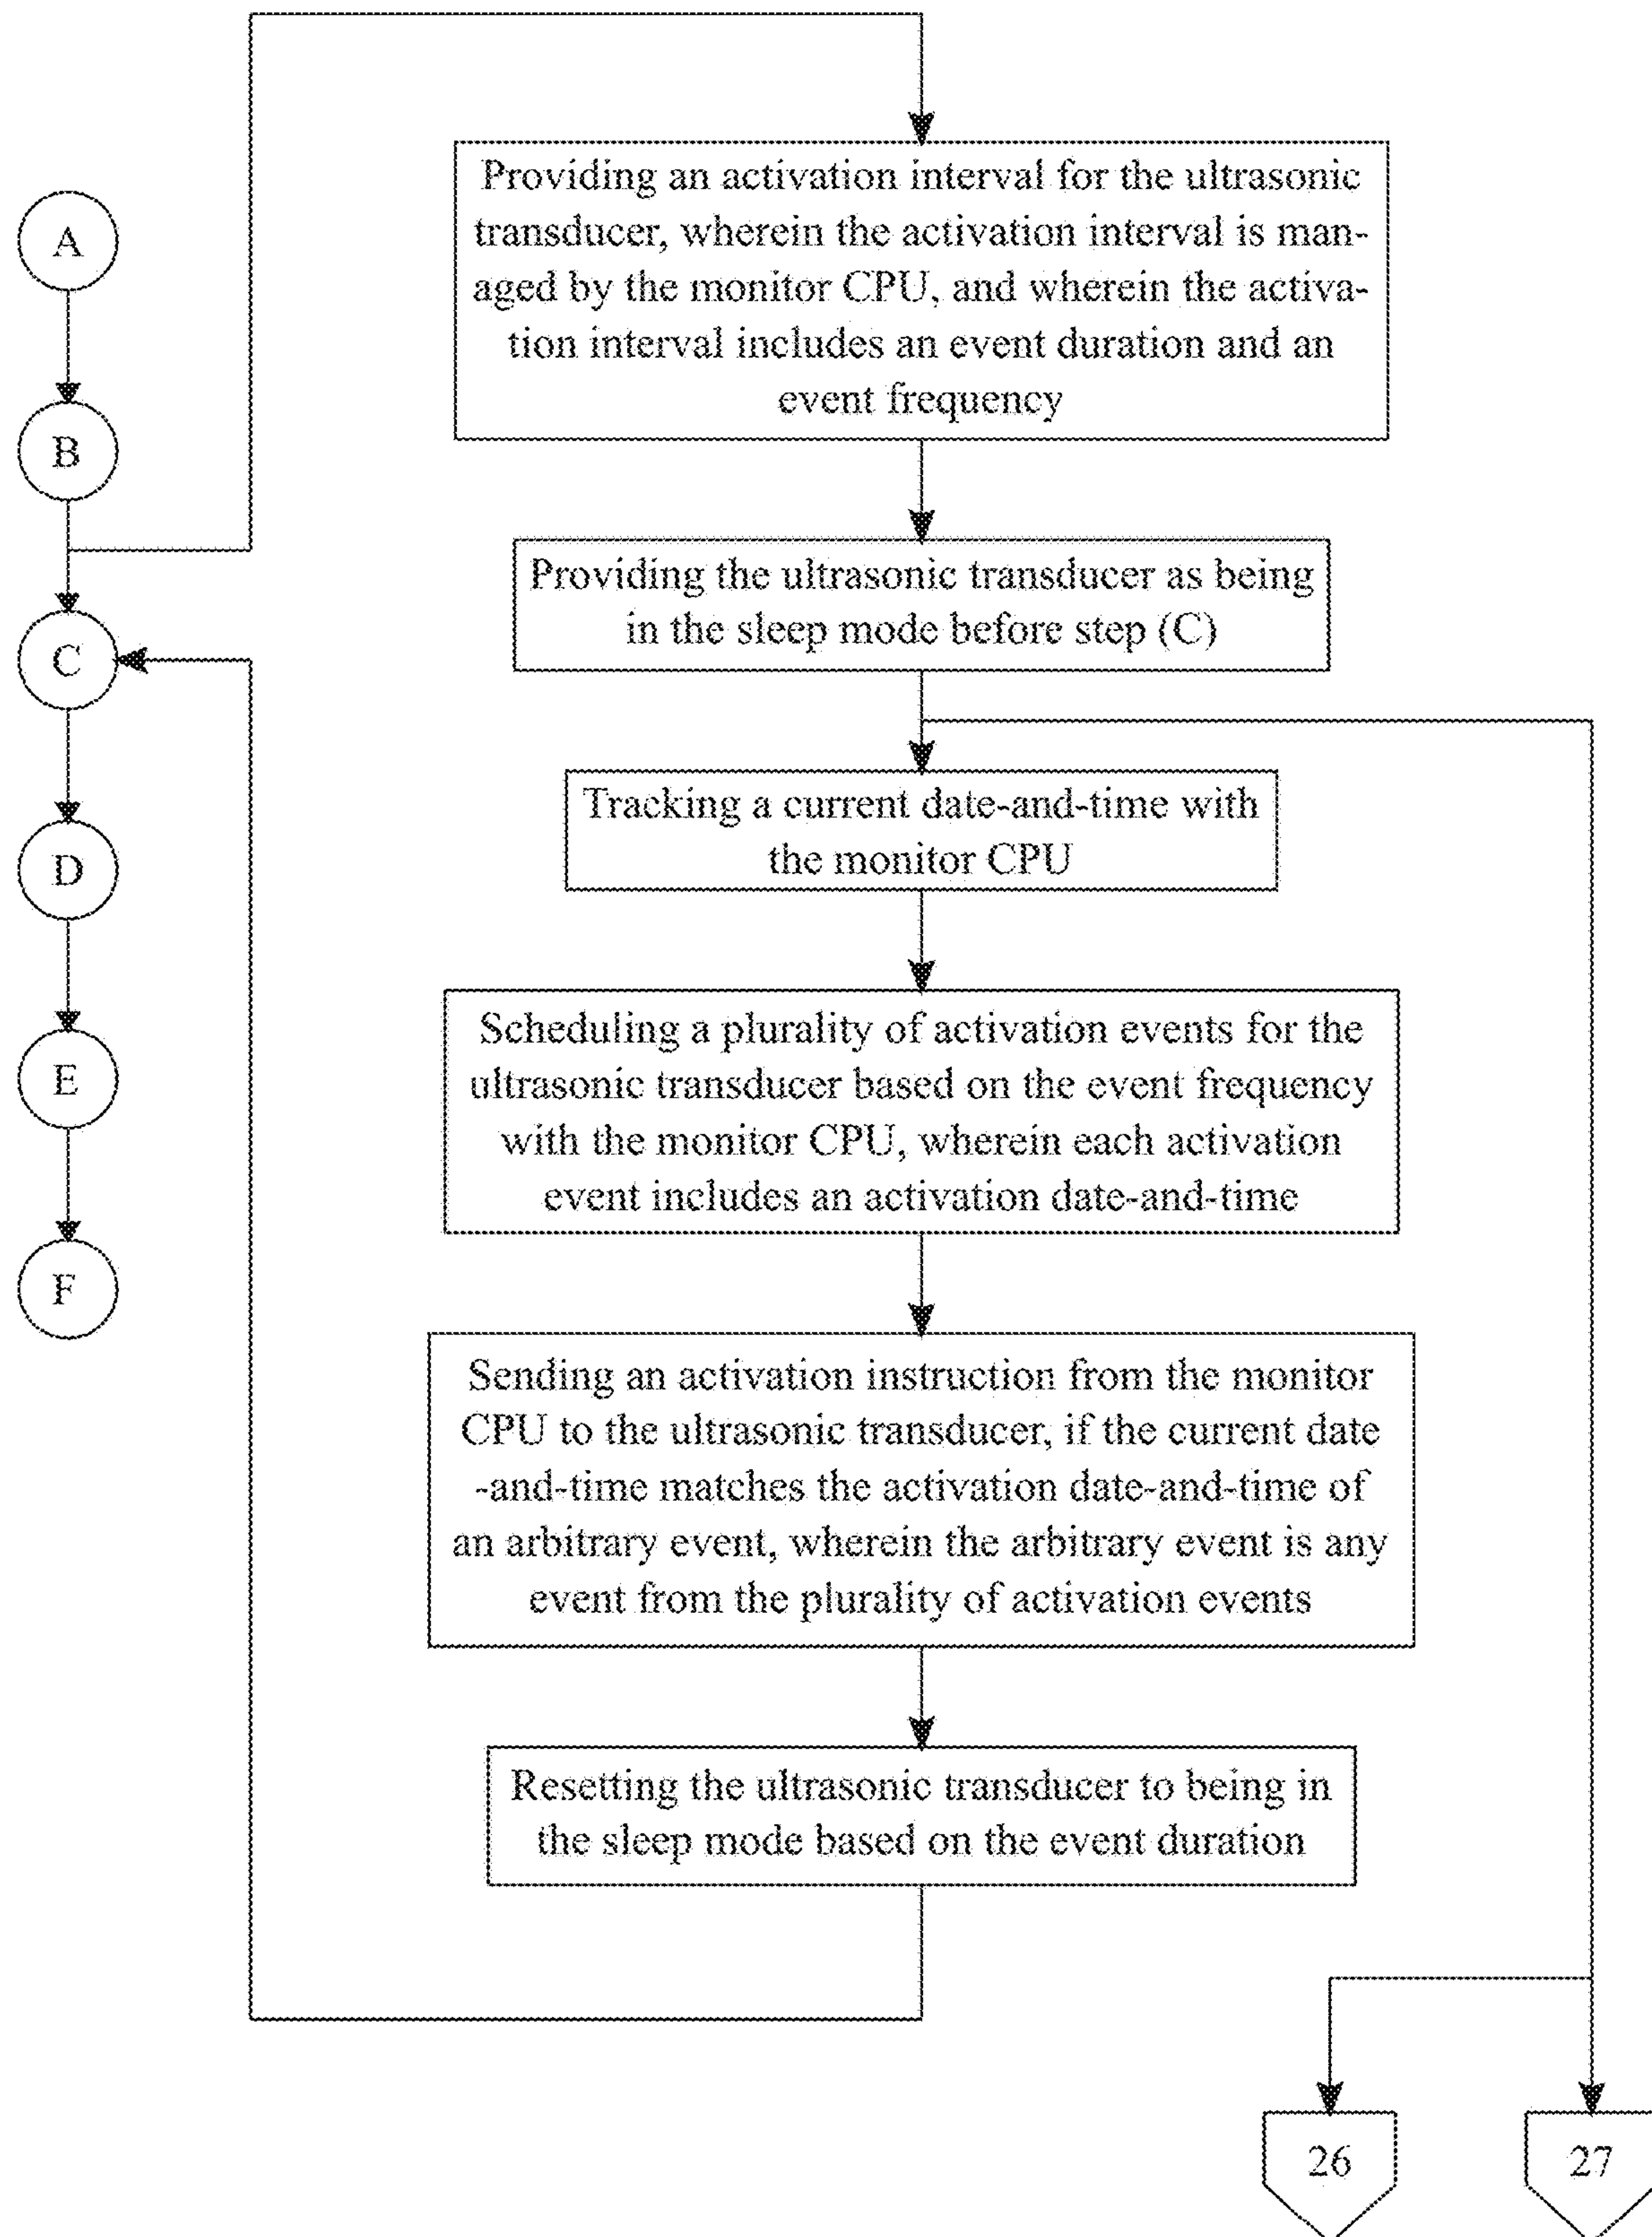 A
B
C
D
E
F
Providing an activation interval for the ultrasonic
transducer, wherein the activation interval is man-
aged by the monitor CPU, and wherein the activa-
tion interval includes an event duration and an
event frequency
Providing the ultrasonic transducer as being
in the sleep mode before step (C)
Tracking a current date-and-time with
the monitor CPU
Scheduling a plurality of activation events for the
ultrasonic transducer based on the event frequency
with the monitor CPU, wherein each activation
event includes an activation date-and-time
Sending an activation instruction from the monitor
CPU to the ultrasonic transducer, if the current date
-and-time matches the activation date-and-time of
an arbitrary event, wherein the arbitrary event is any
event from the plurality of activation events
Resetting the ultrasonic transducer to being in
the sleep mode based on the event duration
26
27